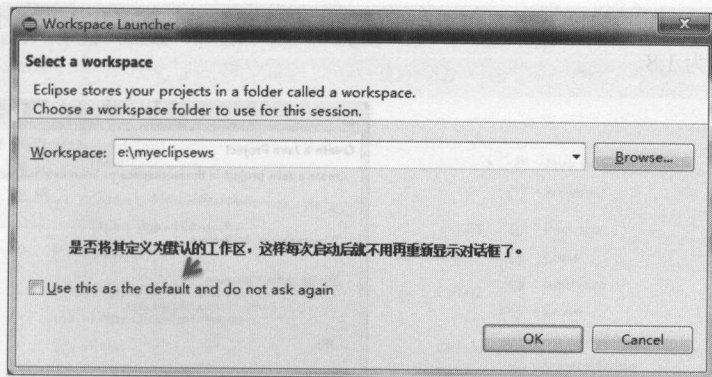 Workspace Launcher
Select a workspace
Eclipse stores your projects in a folder called a workspace.
Choose a workspace folder to use for this session.
Workspace: e:\myeclipsews Browse...
是否将其定义为默认的工作区，这样每次启动后就不用再重新显示对话框了。
Use this as the default and do not ask again
OK Cancel